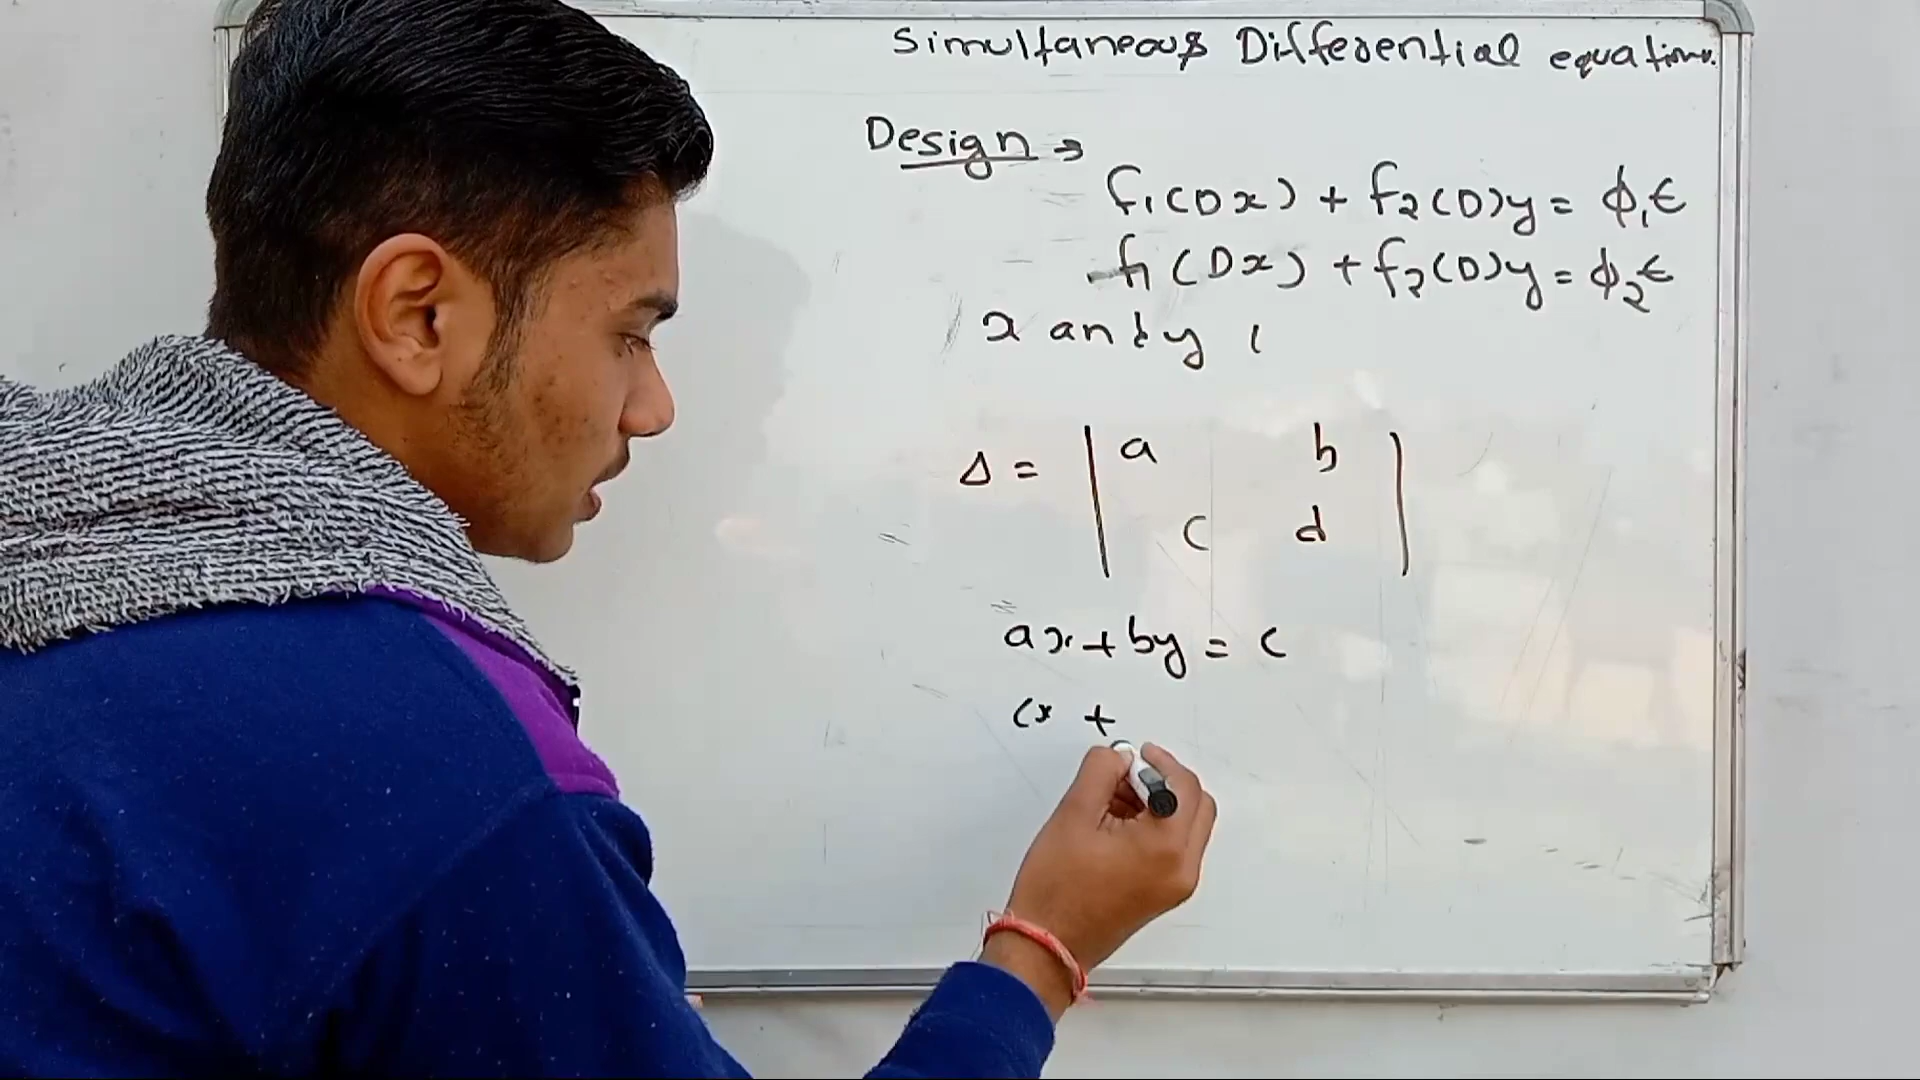 Simultaneous Differential equations.
Design →
f₁(Dx) + f₂(D)y = ϕ₁t
f₁(Dx) + f₂(D)y = ϕ₂t
x and y (
Δ = | a b |
| c d |
ax + by = c
cx +